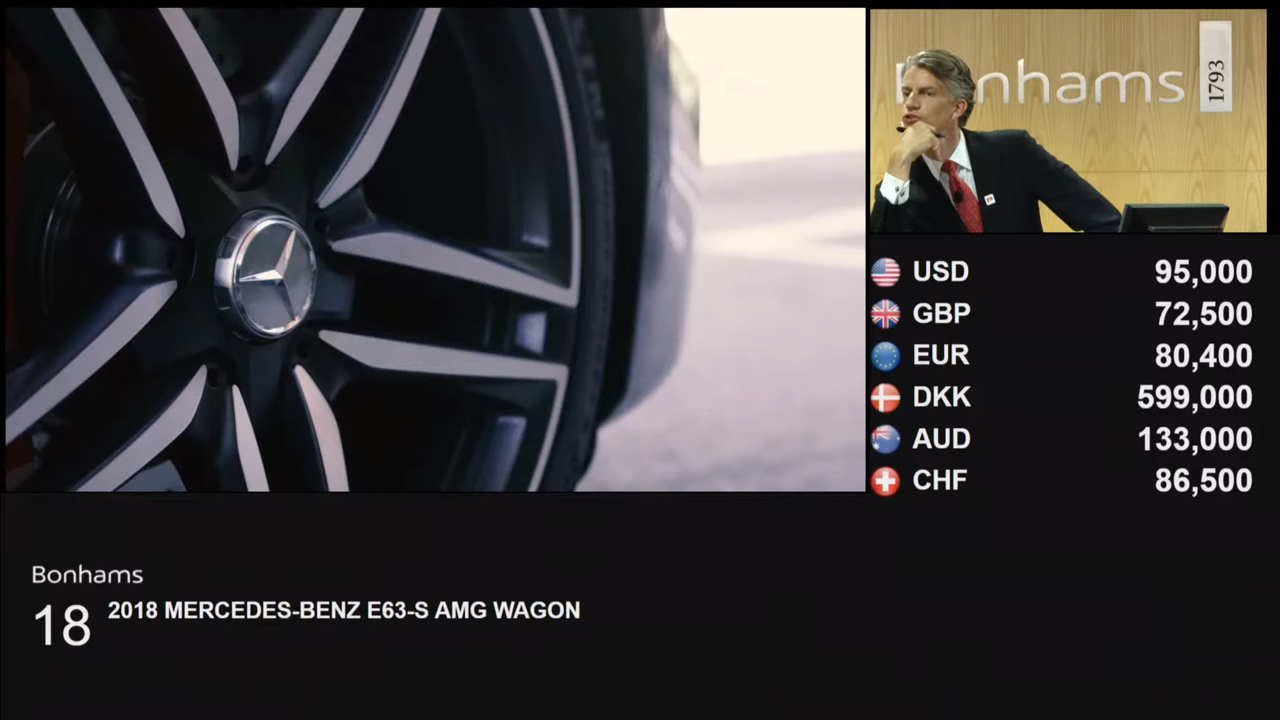 Bonhams
1793
USD 95,000
GBP 72,500
EUR 80,400
DKK 599,000
AUD 133,000
CHF 86,500
Bonhams
18 2018 MERCEDES-BENZ E63-S AMG WAGON